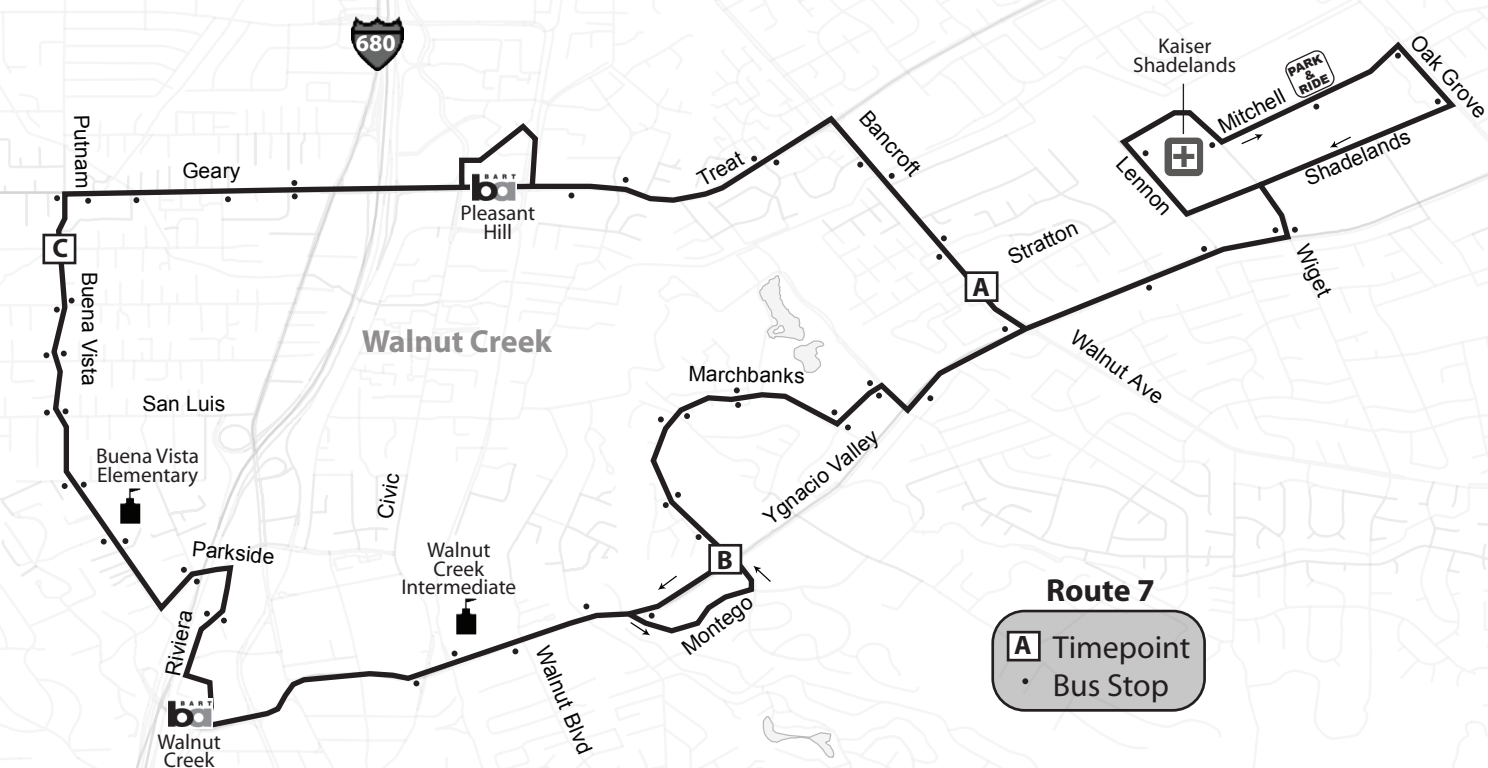 680
Kaiser
Shadelands
PARK
&
RIDE
Oak Grove
Mitchell
Shadelands
Lennon
Wiget
Putnam
Geary
BART
ba
Pleasant
Hill
Treat
Bancroft
Stratton
A
C
Buena Vista
Walnut Creek
Walnut Ave
Marchbanks
San Luis
Ygnacio Valley
Buena Vista
Elementary
Civic
Parkside
Walnut
Creek
Intermediate
B
Montego
Riviera
Walnut Blvd
BART
ba
Walnut
Creek
Route 7
A Timepoint
Bus Stop